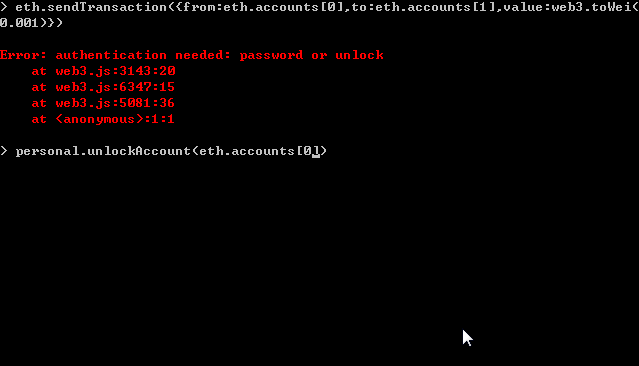 > eth.sendTransaction({from:eth.accounts[0],to:eth.accounts[1],value:web3.toWei(
0.001)})
Error: authentication needed: password or unlock
    at web3.js:3143:20
    at web3.js:6347:15
    at web3.js:5081:36
    at <anonymous>:1:1
> personal.unlockAccount(eth.accounts[0])